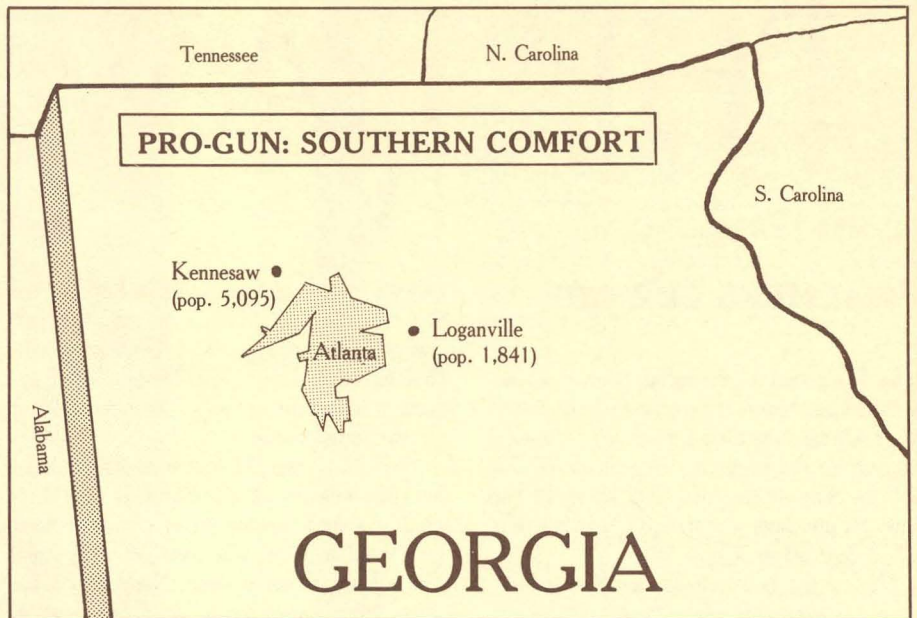 Tennessee
N. Carolina
PRO-GUN: SOUTHERN COMFORT
S. Carolina
Kennesaw
(pop. 5,095)
Loganville
(pop. 1,841)
Atlanta
Alabama
GEORGIA